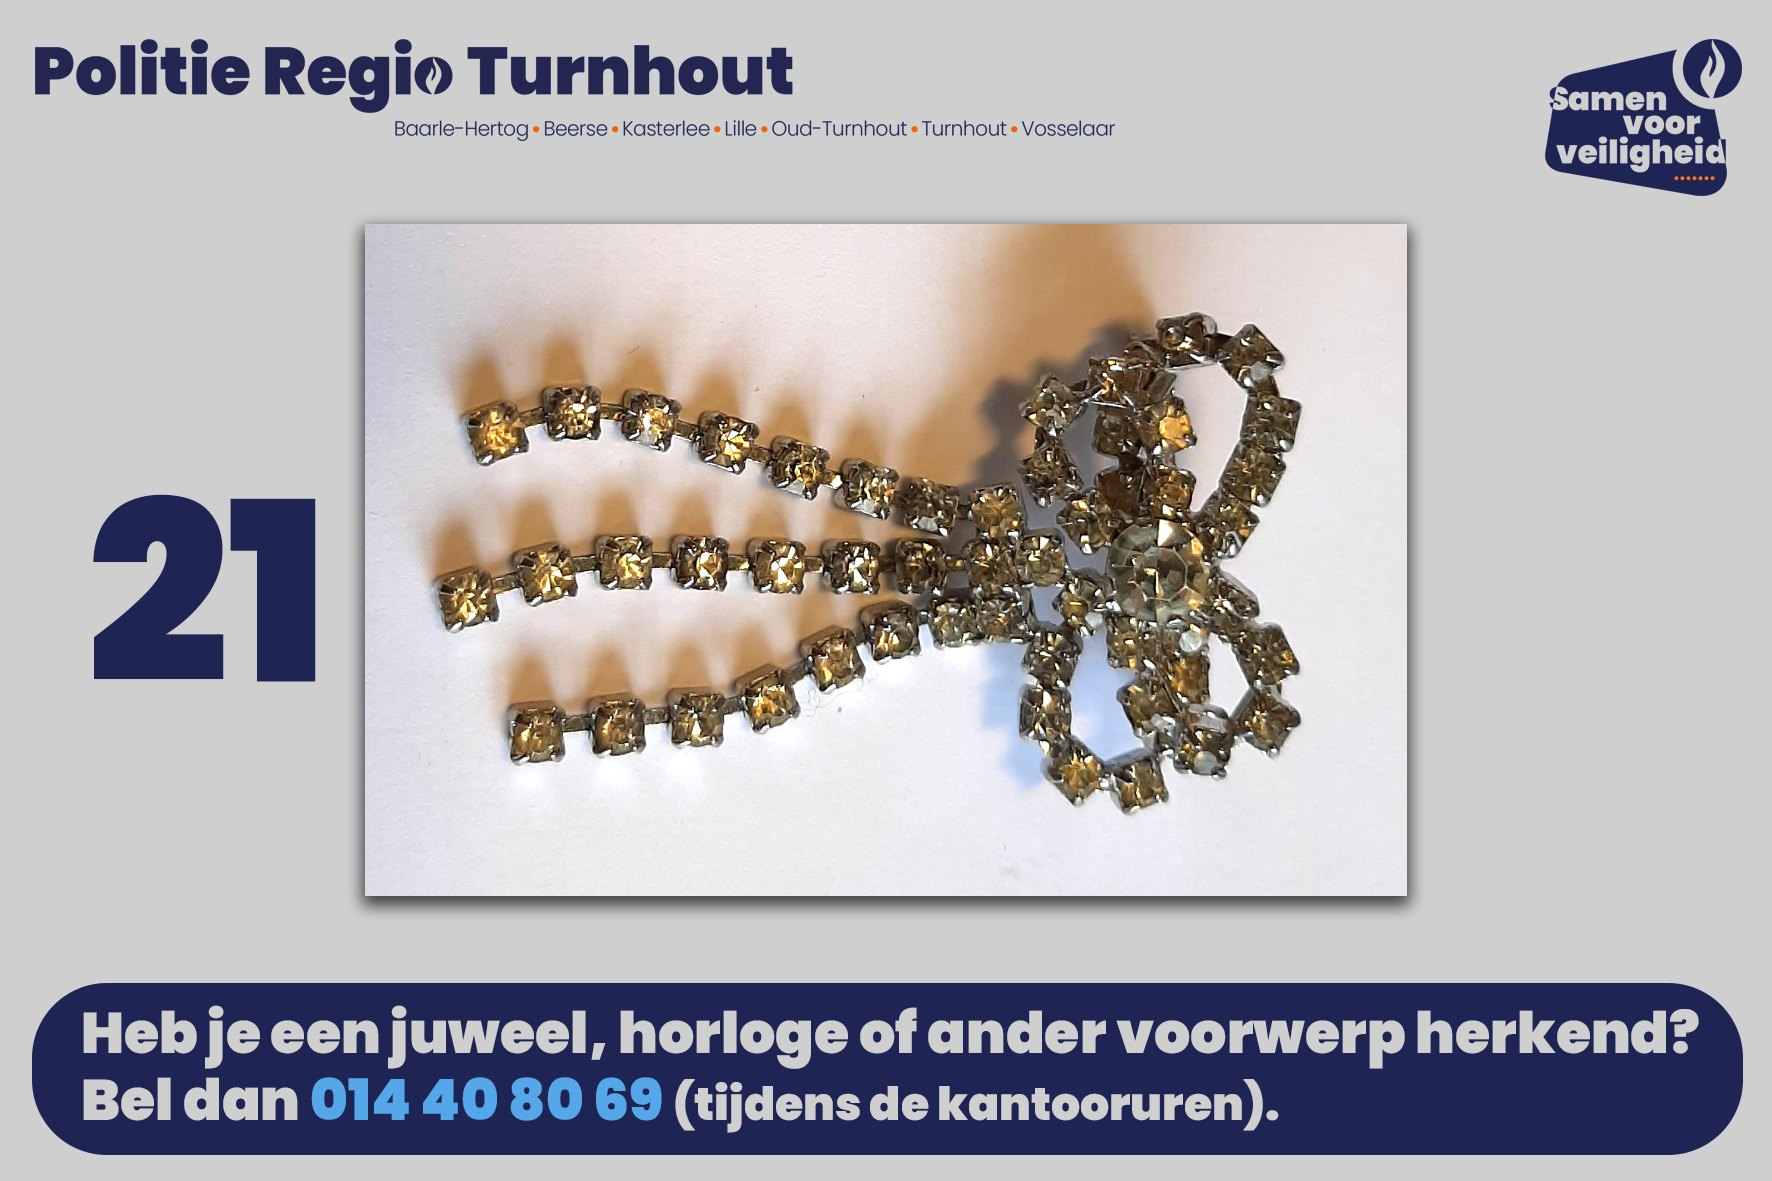 Politie Regio Turnhout
Baarle-Hertog • Beerse • Kasterlee • Lille • Oud-Turnhout • Turnhout • Vosselaar
Samen
voor
veiligheid
21
Heb je een juweel, horloge of ander voorwerp herkend?
Bel dan 014 40 80 69 (tijdens de kantooruren).